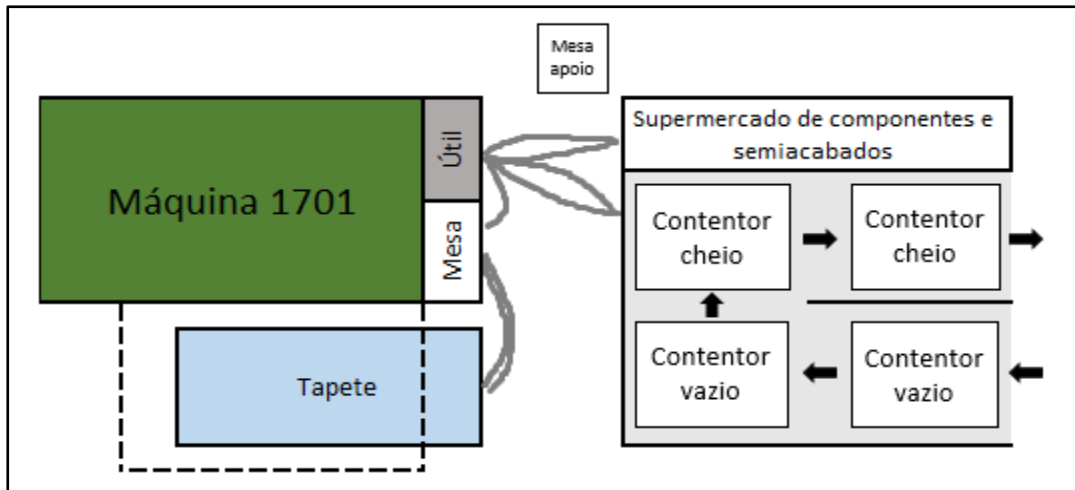 Mesa
apoio
Máquina 1701
Útil
Mesa
Supermercado de componentes e
semiacabados
Contentor
cheio
Contentor
cheio
Tapete
Contentor
vazio
Contentor
vazio